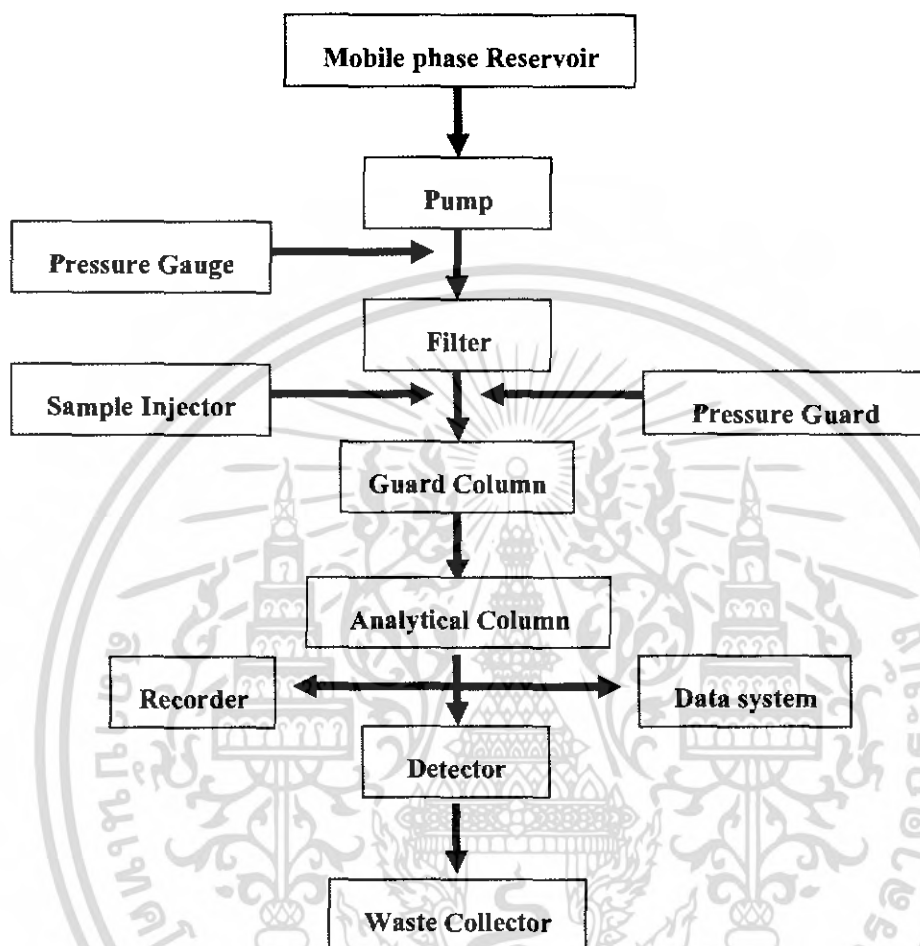 Mobile phase Reservoir
Pump
Pressure Gauge
Filter
Sample Injector
Pressure Guard
Guard Column
Analytical Column
Recorder
Data system
Detector
Waste Collector